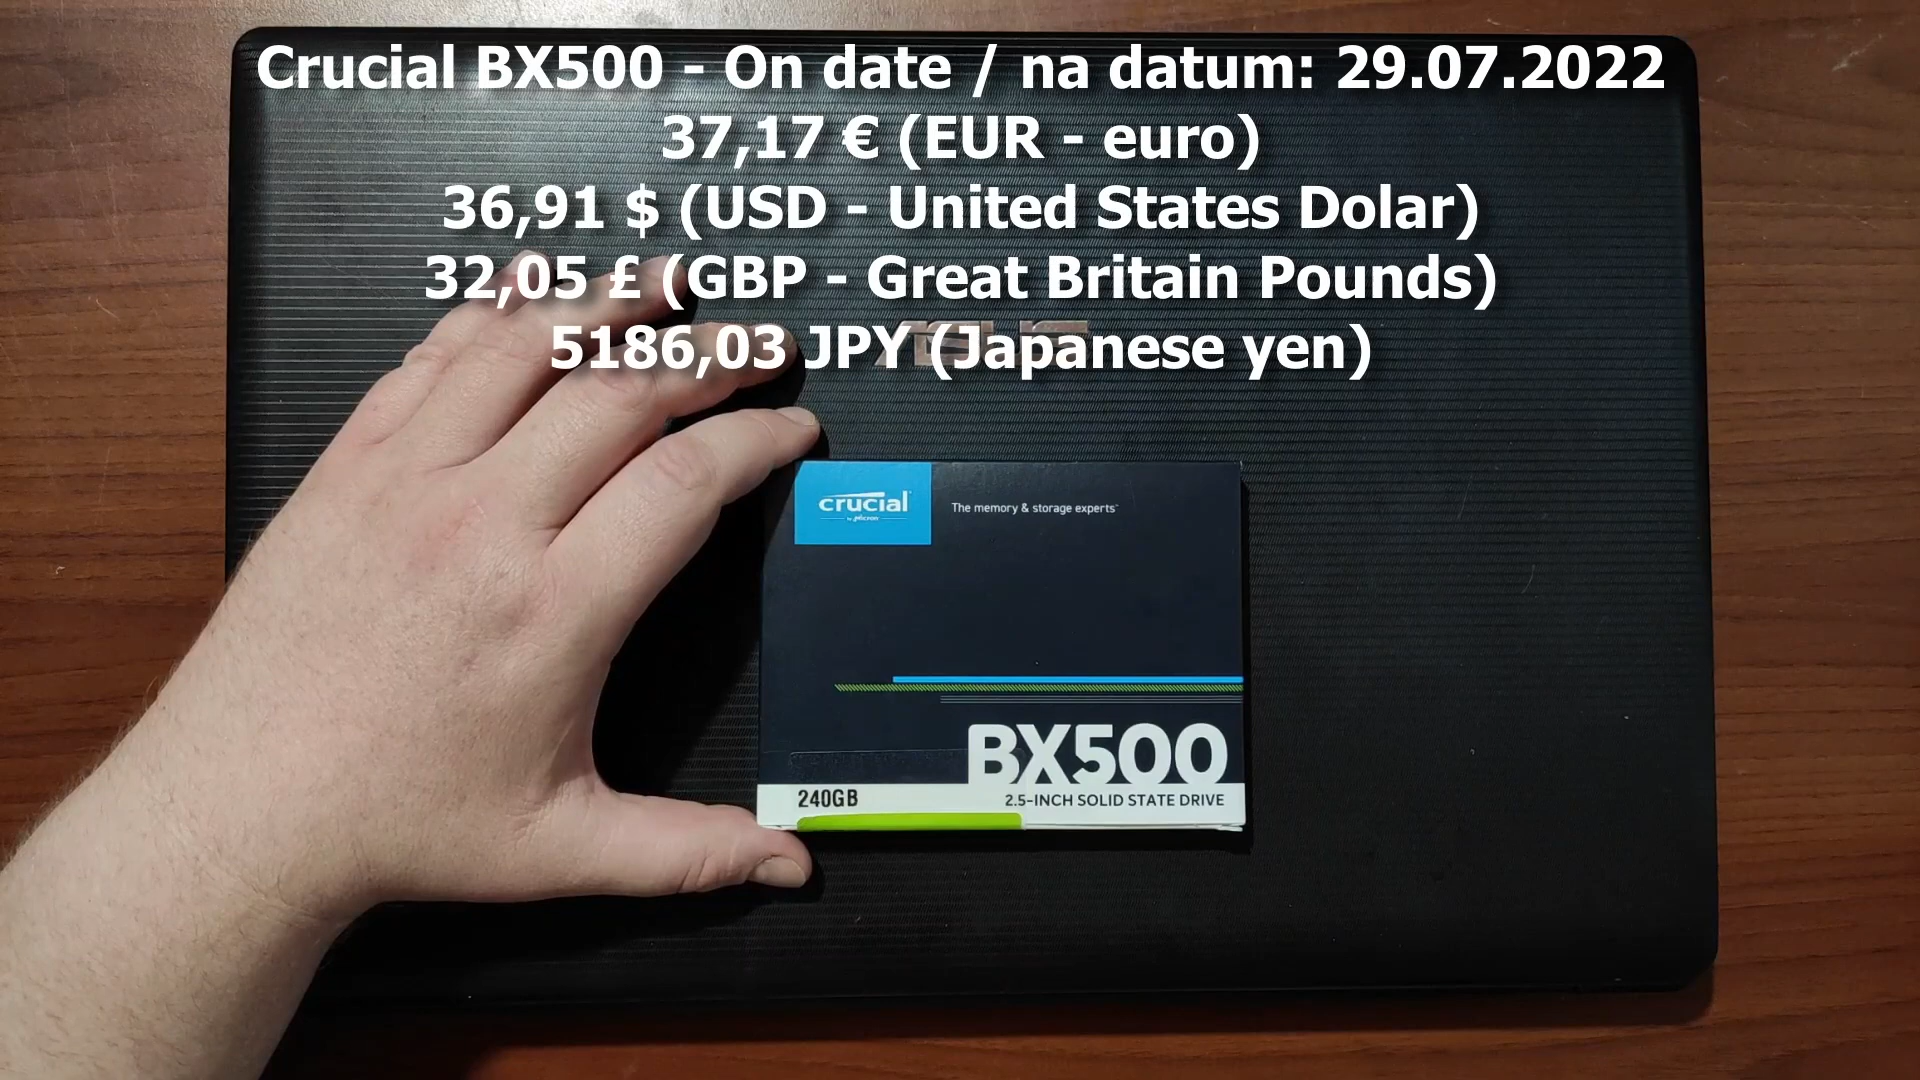 Crucial BX500 - On date / na datum: 29.07.2022
37,17 € (EUR - euro)
36,91 $ (USD - United States Dolar)
32,05 £ (GBP - Great Britain Pounds)
5186,03 JPY (Japanese yen)
ASUS
crucial
by Micron
The memory & storage experts™
BX500
240GB
2.5-INCH SOLID STATE DRIVE